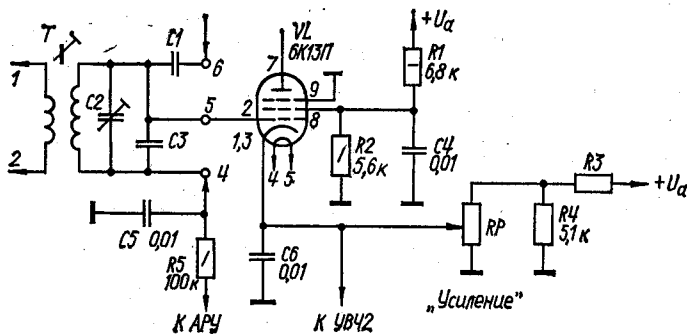 T
C1
6
VL
6К13П
7
+Ua
R1
6,8к
1
C2
5
2
9
8
C3
1,3
R2
5,6к
C4
0,01
2
4
4 5
R3
+Ua
C5 0,01
RP
R4
5,1к
R5
100к
C6
0,01
К АРУ
К УВЧ2
„Усиление"